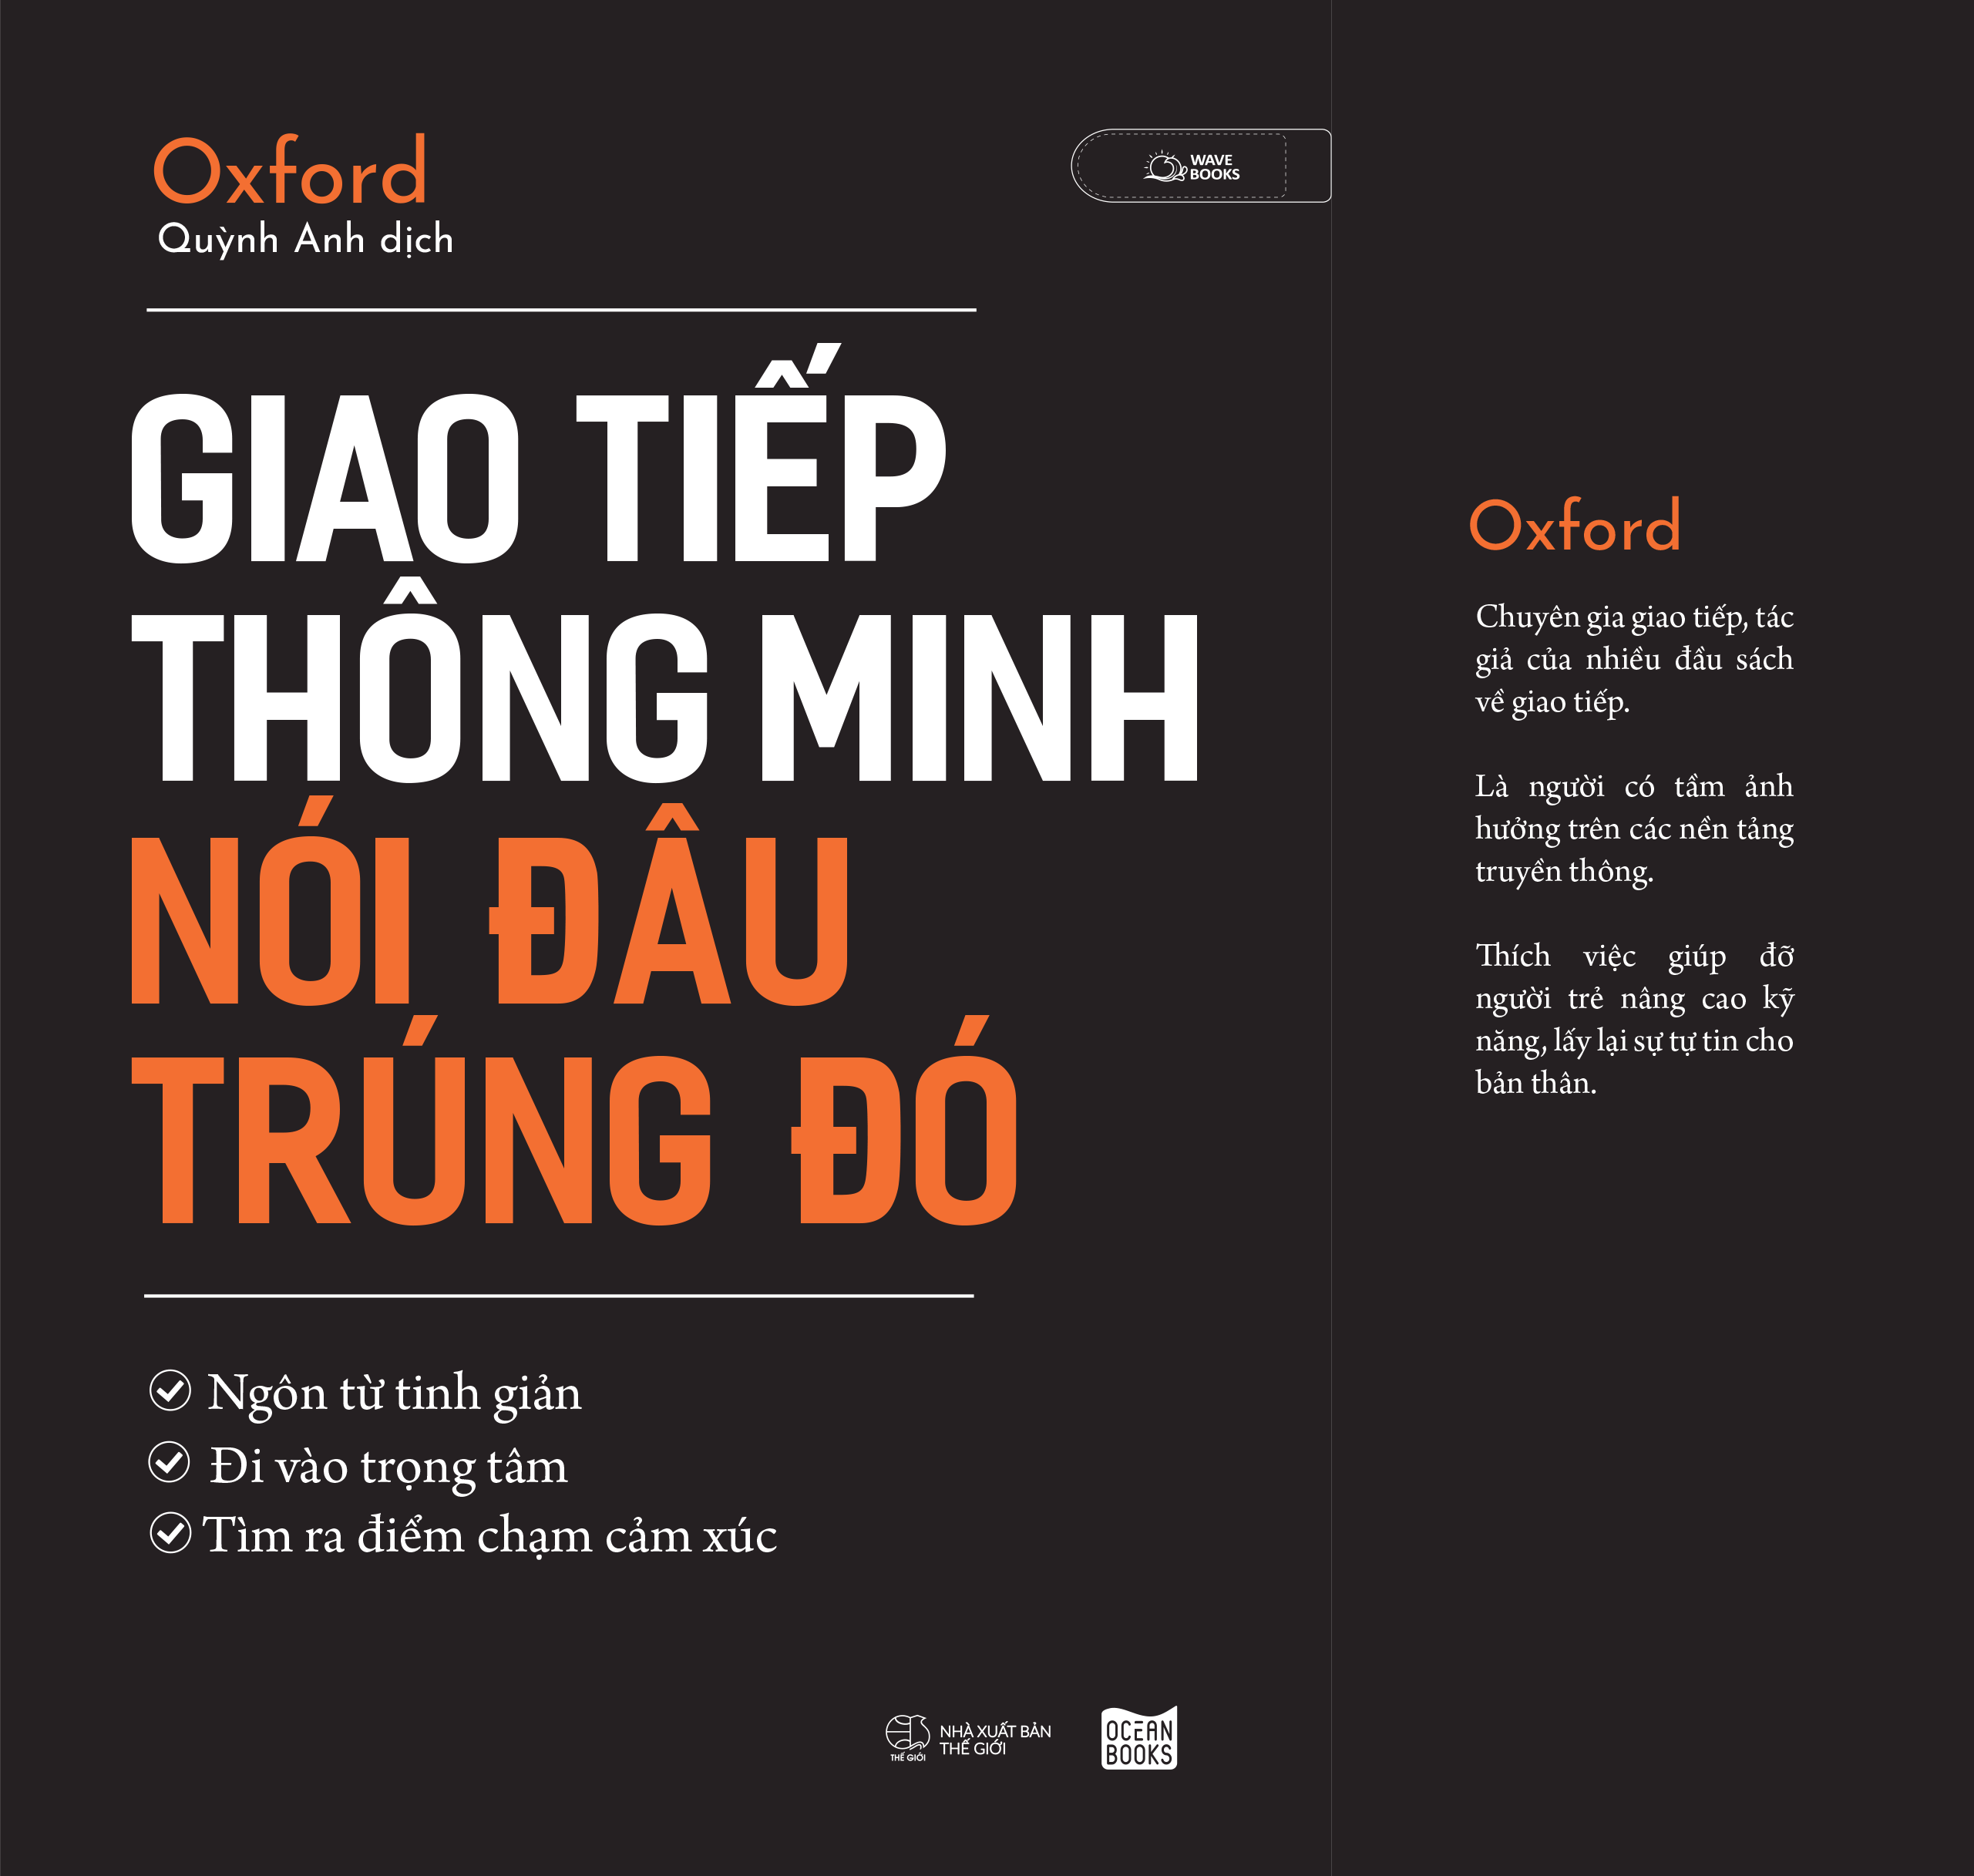 Oxford
Quỳnh Anh dịch
WAVE
BOOKS
GIAO TIẾP
THÔNG MINH
NÓI ĐÂU
TRÚNG ĐÓ
Ngôn từ tinh giản
Đi vào trọng tâm
Tìm ra điểm chạm cảm xúc
THẾ GIỚI
NHÀ XUẤT BẢN
THẾ GIỚI
OCEAN
BOOKS
Oxford
Chuyên gia giao tiếp, tác
giả của nhiều đầu sách
về giao tiếp.
Là người có tầm ảnh
hưởng trên các nền tảng
truyền thông.
Thích việc giúp đỡ
người trẻ nâng cao kỹ
năng, lấy lại sự tự tin cho
bản thân.